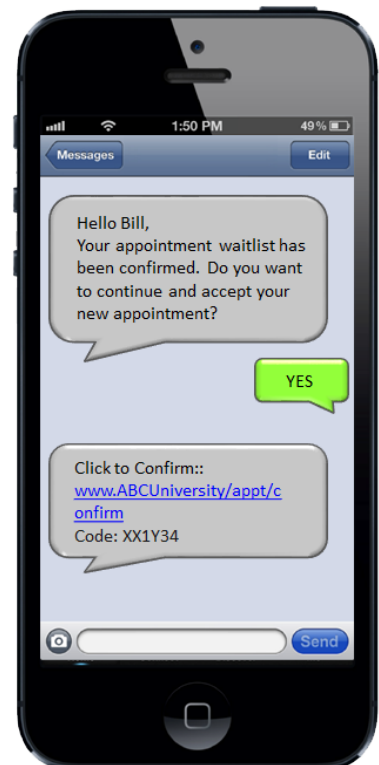 1:50 PM
49%
Messages
Edit
Hello Bill,
Your appointment waitlist has
been confirmed. Do you want
to continue and accept your
new appointment?
YES
Click to Confirm::
www.ABCUniversity/appt/c
onfirm
Code: XX1Y34
Send